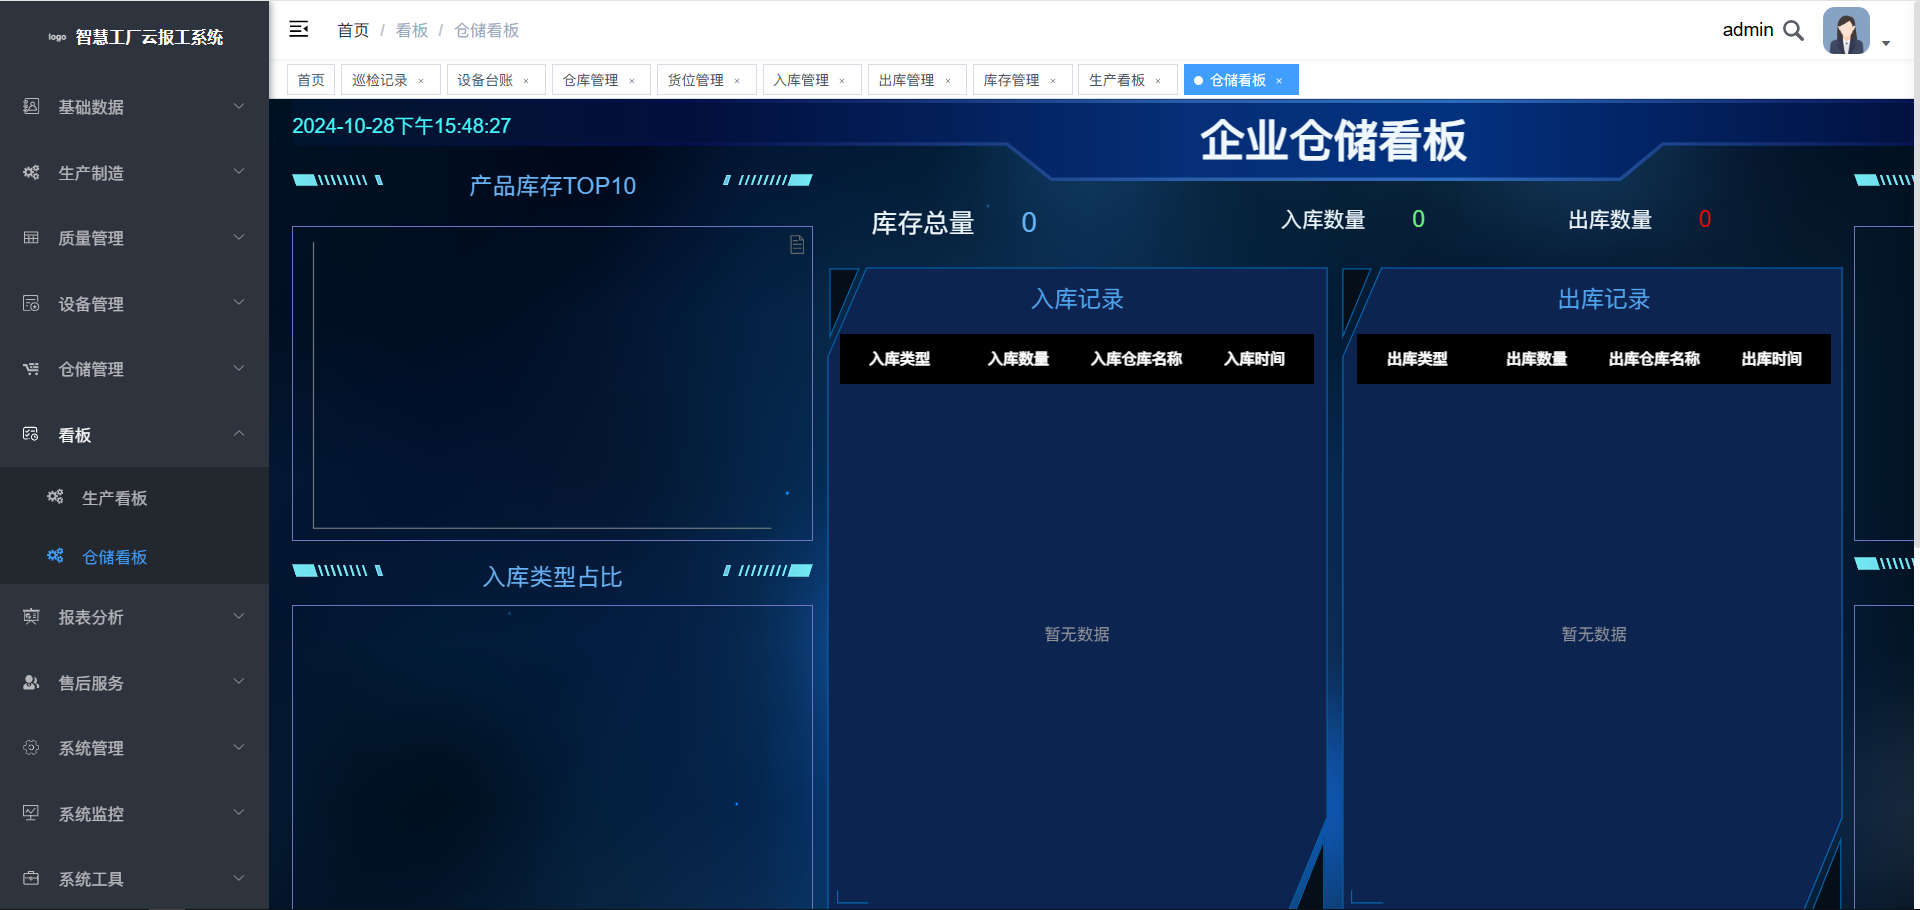 logo 智慧工厂云报工系统
基础数据
生产制造
质量管理
设备管理
仓储管理
看板
生产看板
仓储看板
报表分析
售后服务
系统管理
系统监控
系统工具
首页 / 看板 / 仓储看板
admin
首页 巡检记录 × 设备台账 × 仓库管理 × 货位管理 × 入库管理 × 出库管理 × 库存管理 × 生产看板 × 仓储看板 ×
2024-10-28下午15:48:27
企业仓储看板
产品库存TOP10
入库类型占比
库存总量 0
入库数量 0
出库数量 0
入库记录
入库类型 入库数量 入库仓库名称 入库时间
暂无数据
出库记录
出库类型 出库数量 出库仓库名称 出库时间
暂无数据